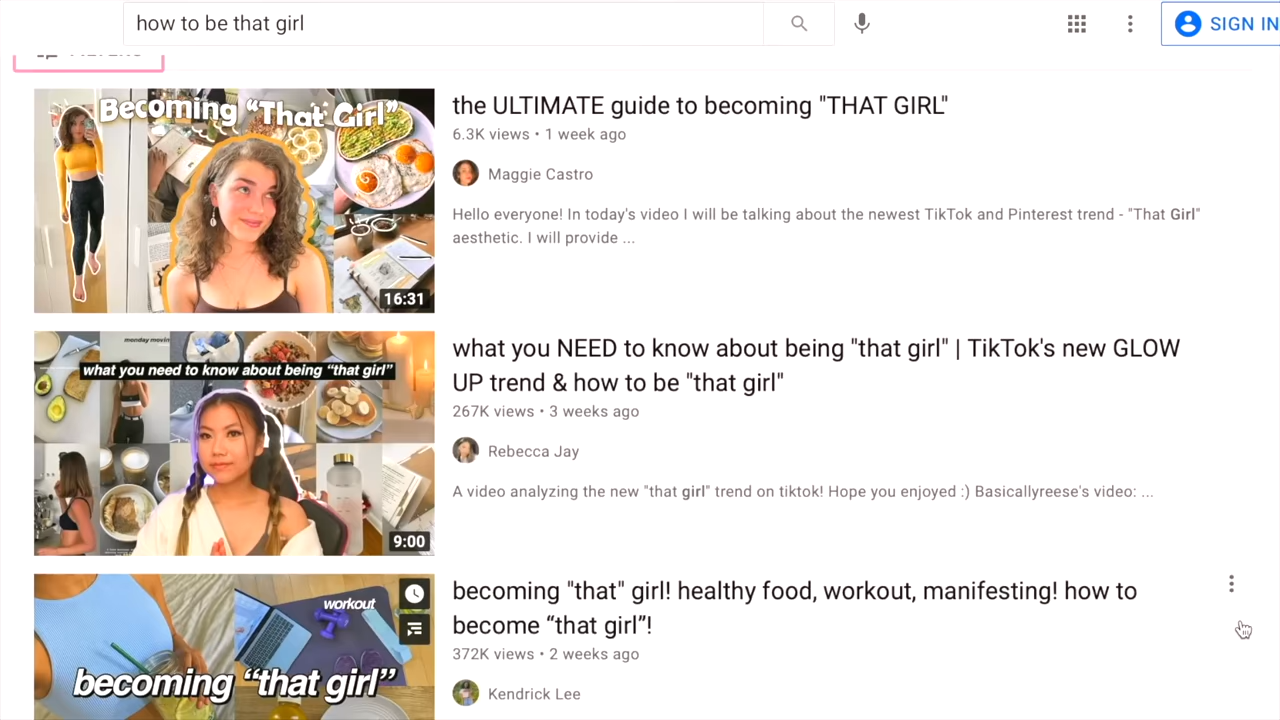 how to be that girl
SIGN IN
Becoming "That Girl"
16:31
the ULTIMATE guide to becoming "THAT GIRL"
6.3K views • 1 week ago
Maggie Castro
Hello everyone! In today's video I will be talking about the newest TikTok and Pinterest trend - "That Girl"
aesthetic. I will provide ...
what you need to know about being "that girl"
9:00
what you NEED to know about being "that girl" | TikTok's new GLOW
UP trend & how to be "that girl"
267K views • 3 weeks ago
Rebecca Jay
A video analyzing the new "that girl" trend on tiktok! Hope you enjoyed :) Basicallyreese's video: ...
workout
becoming “that girl”
becoming "that" girl! healthy food, workout, manifesting! how to
become “that girl”!
372K views • 2 weeks ago
Kendrick Lee